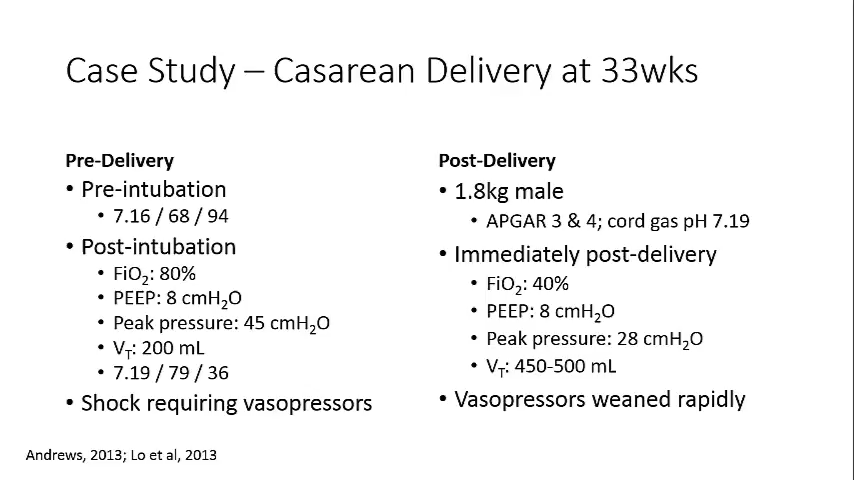 Case Study – Casarean Delivery at 33wks
Pre-Delivery
• Pre-intubation
• 7.16 / 68 / 94
• Post-intubation
• FiO₂: 80%
• PEEP: 8 cmH₂O
• Peak pressure: 45 cmH₂O
• V_T: 200 mL
• 7.19 / 79 / 36
• Shock requiring vasopressors
Post-Delivery
• 1.8kg male
• APGAR 3 & 4; cord gas pH 7.19
• Immediately post-delivery
• FiO₂: 40%
• PEEP: 8 cmH₂O
• Peak pressure: 28 cmH₂O
• V_T: 450-500 mL
• Vasopressors weaned rapidly
Andrews, 2013; Lo et al, 2013